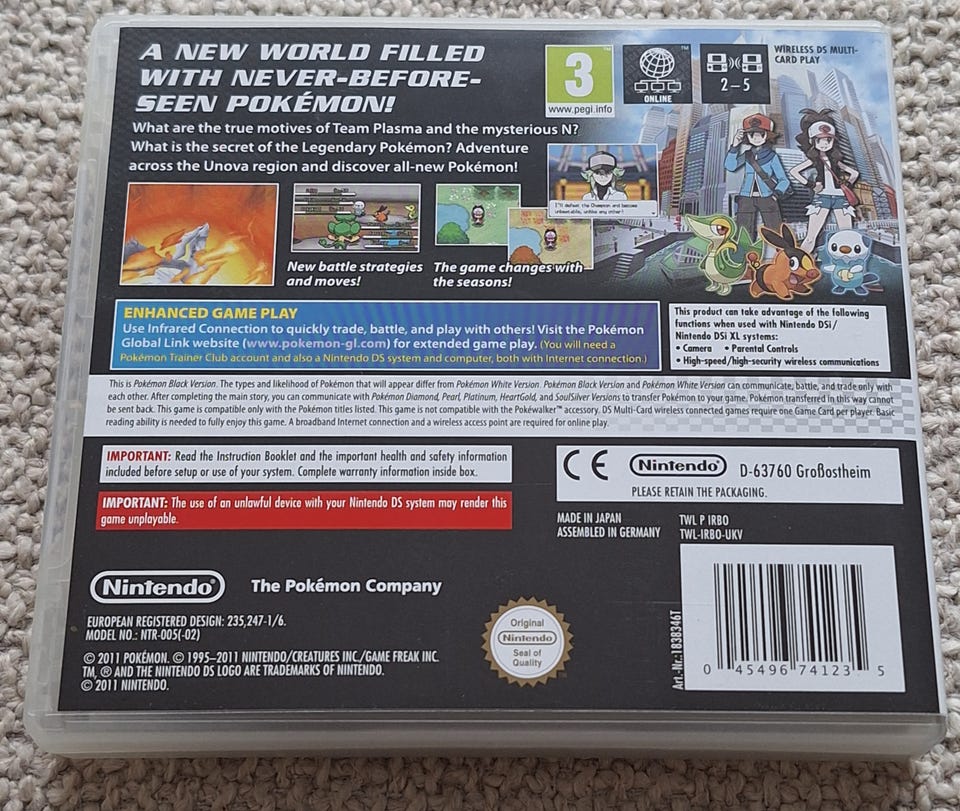 A NEW WORLD FILLED
WITH NEVER-BEFORE-
SEEN POKÉMON!
What are the true motives of Team Plasma and the mysterious N?
What is the secret of the Legendary Pokémon? Adventure
across the Unova region and discover all-new Pokémon!
3
™
www.pegi.info
ONLINE
™
2–5
WIRELESS DS MULTI-
CARD PLAY
I'll defeat the Champion and become
unbeatable, unlike any other!
New battle strategies
and moves!
The game changes with
the seasons!
ENHANCED GAME PLAY
Use Infrared Connection to quickly trade, battle, and play with others! Visit the Pokémon
Global Link website (www.pokemon-gl.com) for extended game play. (You will need a
Pokémon Trainer Club account and also a Nintendo DS system and computer, both with Internet connection.)
This product can take advantage of the following
functions when used with Nintendo DSi/
Nintendo DSi XL systems:
• Camera • Parental Controls
• High-speed/high-security wireless communications
This is Pokémon Black Version. The types and likelihood of Pokémon that will appear differ from Pokémon White Version. Pokémon Black Version and Pokémon White Version can communicate, battle, and trade only with
each other. After completing the main story, you can communicate with Pokémon Diamond, Pearl, Platinum, HeartGold, and SoulSilver Versions to transfer Pokémon to your game. Pokémon transferred in this way cannot
be sent back. This game is compatible only with the Pokémon titles listed. This game is not compatible with the Pokéwalker™ accessory. DS Multi-Card wireless connected games require one Game Card per player. Basic
reading ability is needed to fully enjoy this game. A broadband Internet connection and a wireless access point are required for online play.
IMPORTANT: Read the Instruction Booklet and the important health and safety information
included before setup or use of your system. Complete warranty information inside box.
IMPORTANT: The use of an unlawful device with your Nintendo DS system may render this
game unplayable.
CE Nintendo® D-63760 Großostheim
PLEASE RETAIN THE PACKAGING.
MADE IN JAPAN
ASSEMBLED IN GERMANY
TWL P IRBO
TWL-IRBO-UKV
Nintendo®
The Pokémon Company
EUROPEAN REGISTERED DESIGN: 235,247-1/6.
MODEL NO.: NTR-005(-02)
© 2011 POKÉMON. © 1995–2011 NINTENDO/CREATURES INC./GAME FREAK INC.
TM, ® AND THE NINTENDO DS LOGO ARE TRADEMARKS OF NINTENDO.
© 2011 NINTENDO.
Original
Nintendo
Seal of
Quality
Art.-Nr.:1838346T
0 45496 74123 5